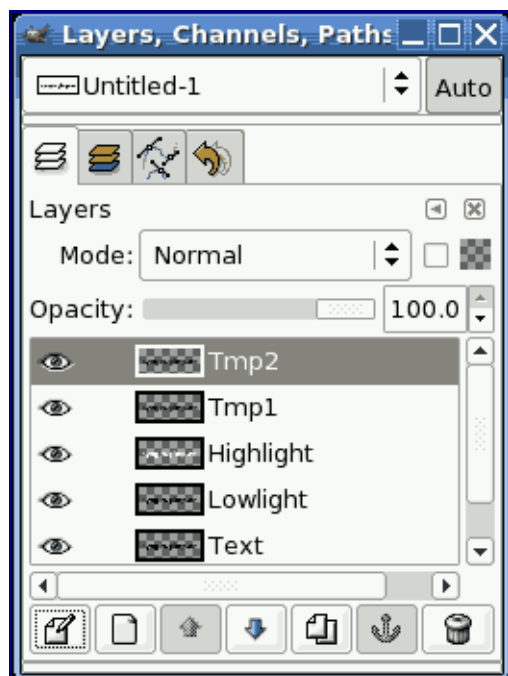 Layers, Channels, Paths
Untitled-1
Auto
Layers
Mode: Normal
Opacity: 100.0
Tmp2
Tmp1
Highlight
Lowlight
Text